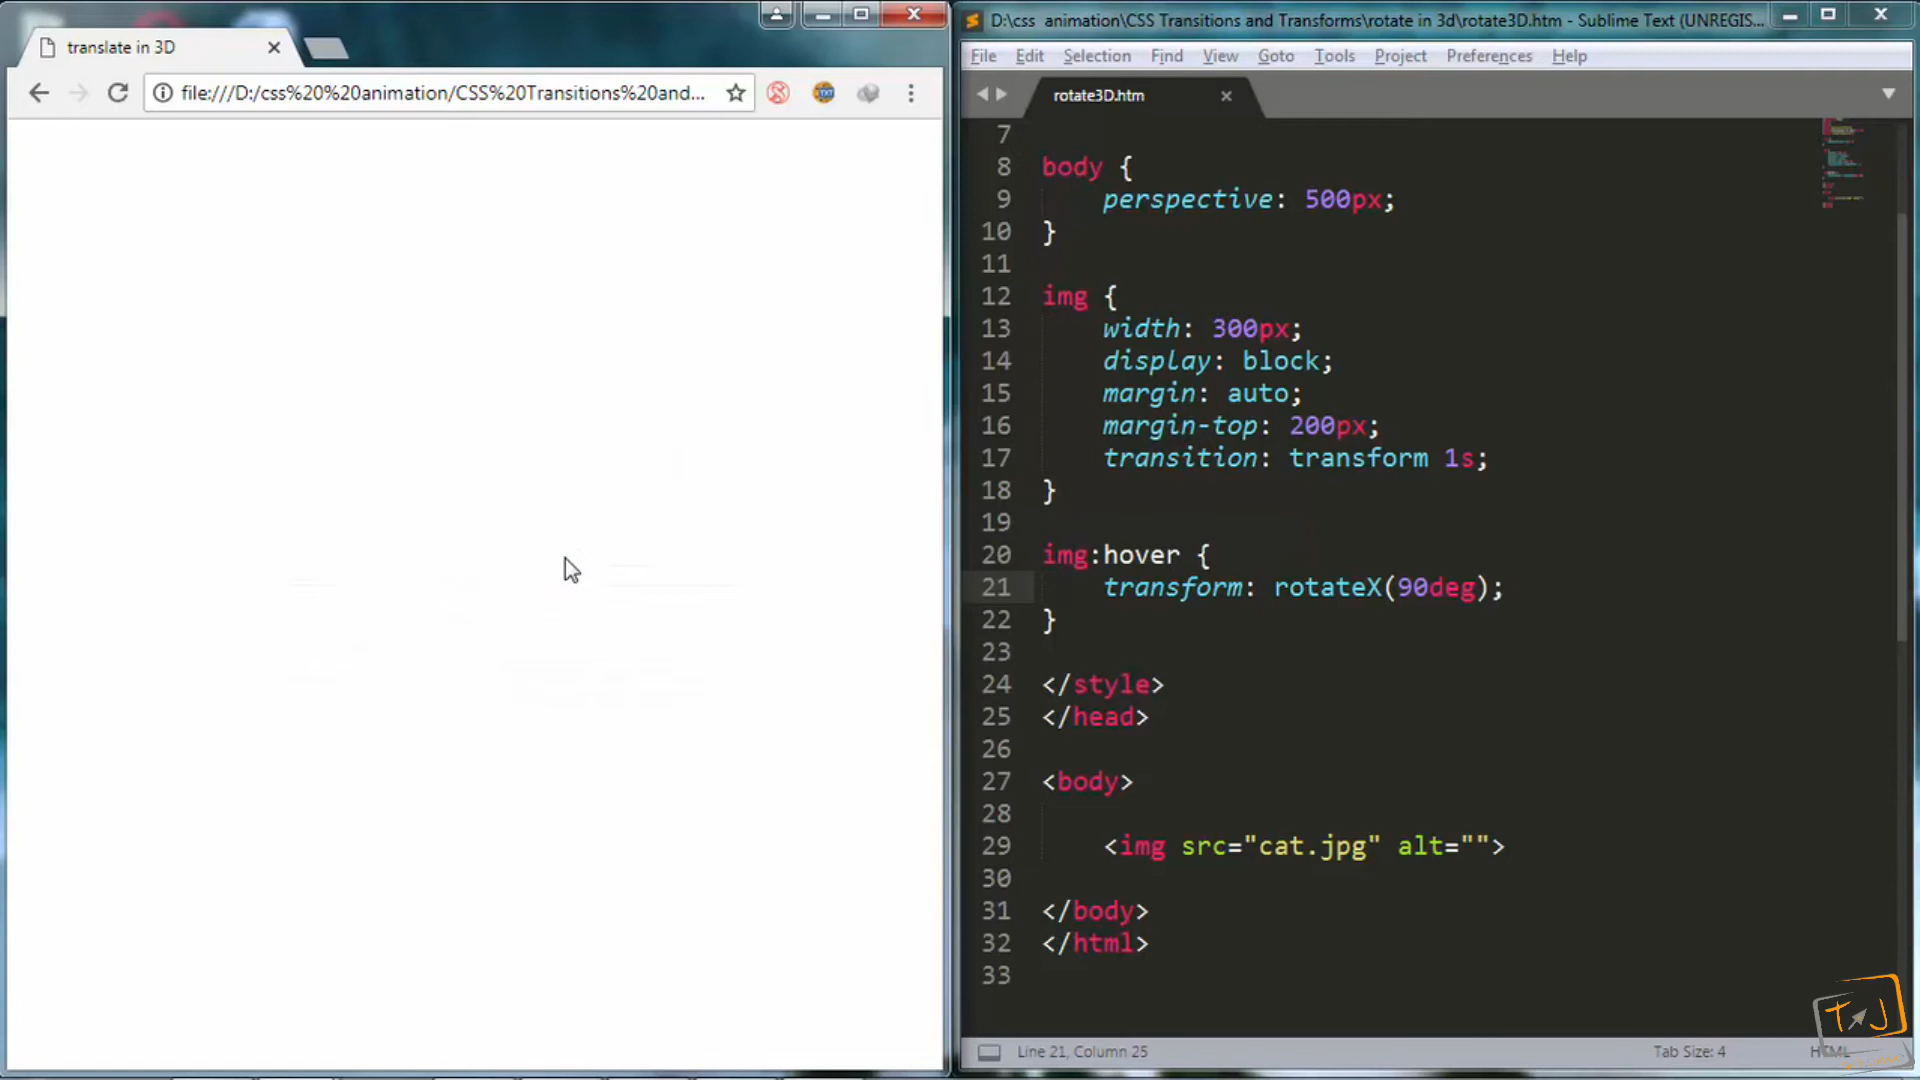 translate in 3D
file:///D:/css%20%20animation/CSS%20Transitions%20and...
D:\css  animation\CSS Transitions and Transforms\rotate in 3d\rotate3D.htm - Sublime Text (UNREGIS...
File Edit Selection Find View Goto Tools Project Preferences Help
rotate3D.htm
7
8 body {
9 perspective: 500px;
10 }
11
12 img {
13 width: 300px;
14 display: block;
15 margin: auto;
16 margin-top: 200px;
17 transition: transform 1s;
18 }
19
20 img:hover {
21 transform: rotateX(90deg);
22 }
23
24 </style>
25 </head>
26
27 <body>
28
29 <img src="cat.jpg" alt="">
30
31 </body>
32 </html>
33
Line 21, Column 25
Tab Size: 4
HTML
TJ